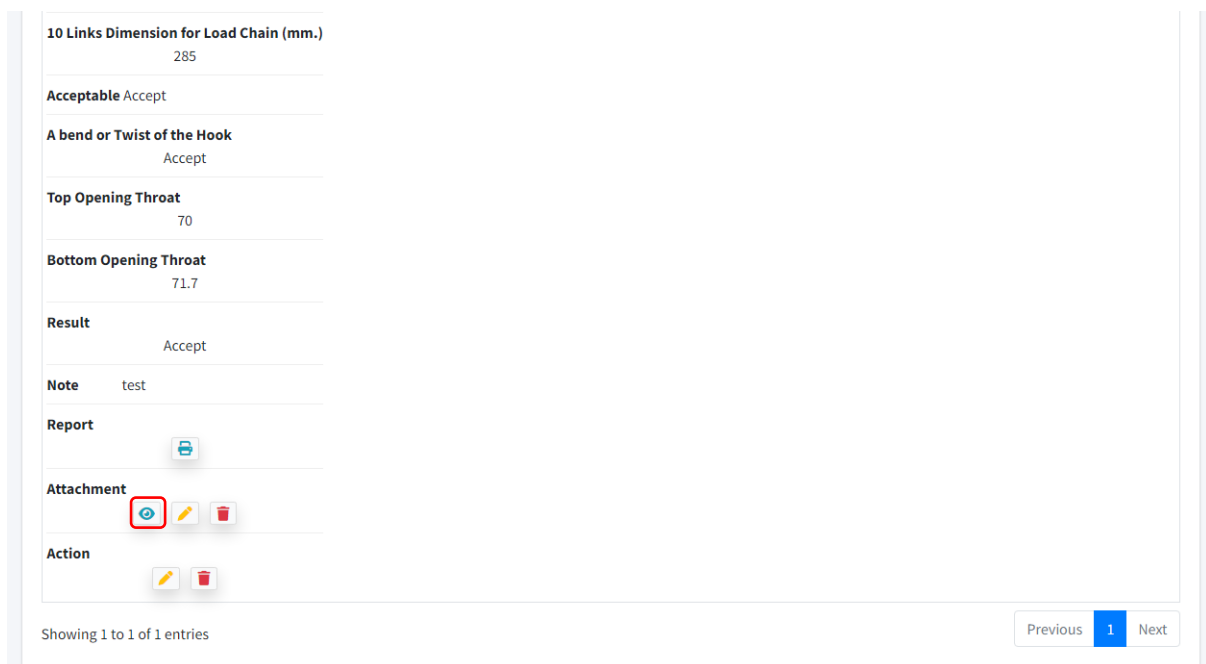 10 Links Dimension for Load Chain (mm.)
285
Acceptable Accept
A bend or Twist of the Hook
Accept
Top Opening Throat
70
Bottom Opening Throat
71.7
Result
Accept
Note test
Report
Attachment
Action
Showing 1 to 1 of 1 entries
Previous 1 Next